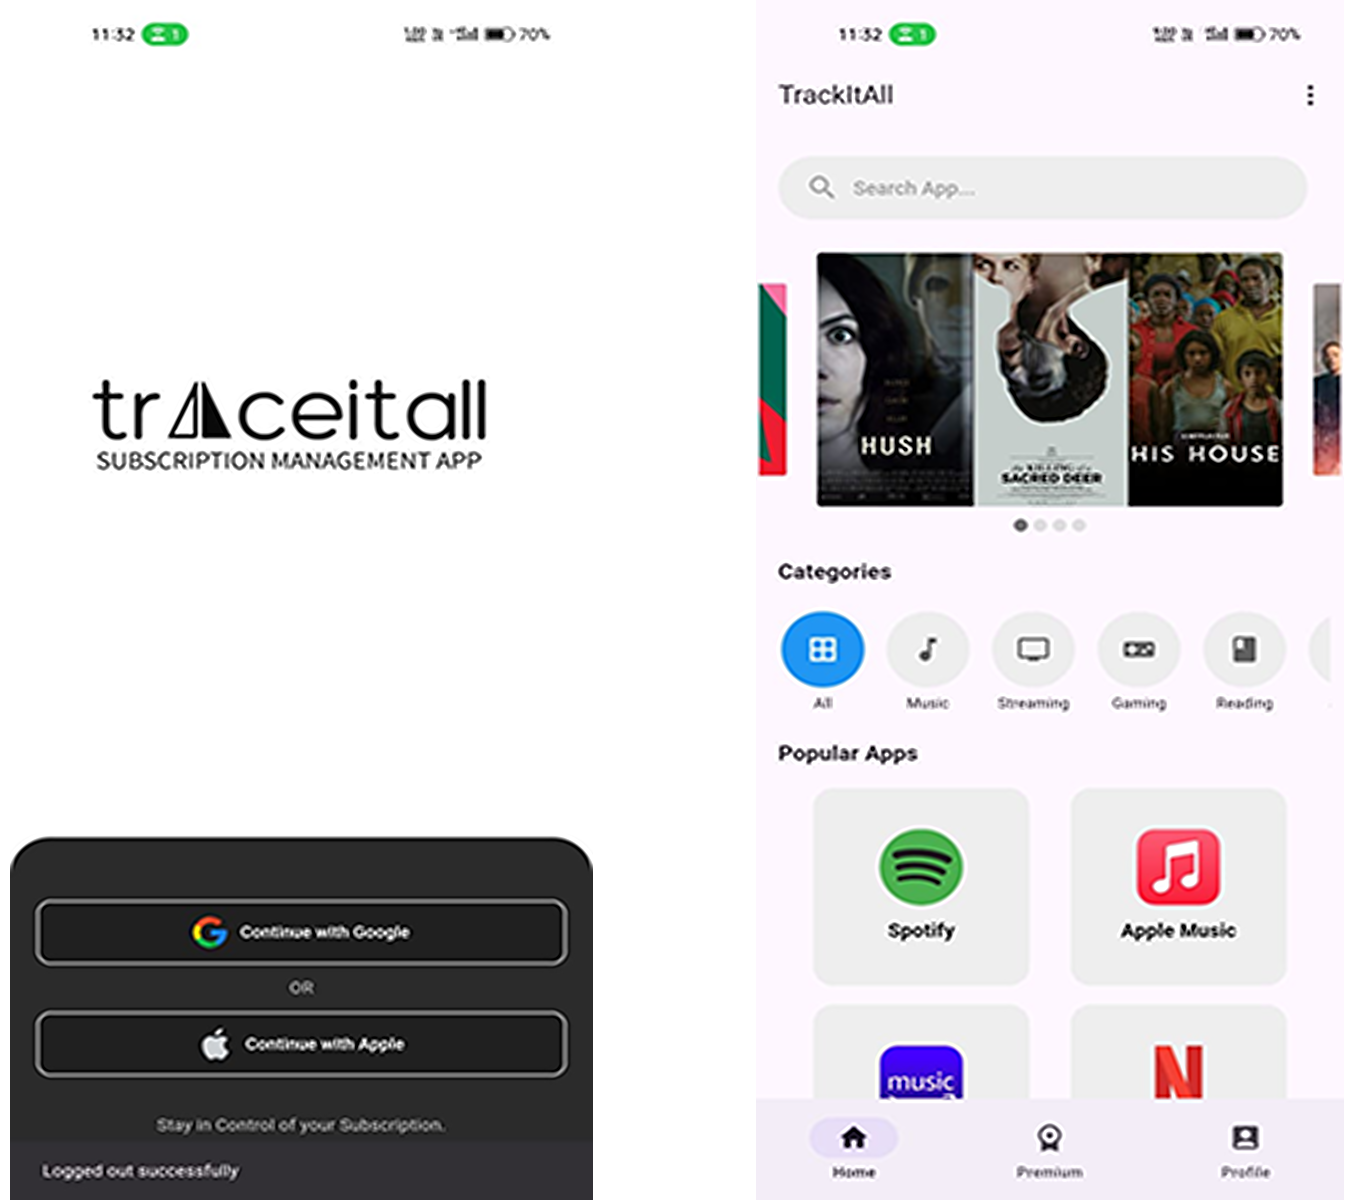 11:32
1
70%
traceitall
SUBSCRIPTION MANAGEMENT APP
Continue with Google
OR
Continue with Apple
Stay in Control of your Subscription.
Logged out successfully
11:32
1
70%
TrackItAll
Search App...
HUSH
SACRED DEER
HIS HOUSE
Categories
All
Music
Streaming
Gaming
Reading
Popular Apps
Spotify
Apple Music
music
N
Home
Premium
Profile